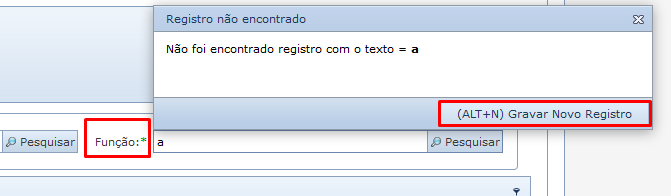 Registro não encontrado
Não foi encontrado registro com o texto = a
(ALT+N) Gravar Novo Registro
Pesquisar Função:* a Pesquisar